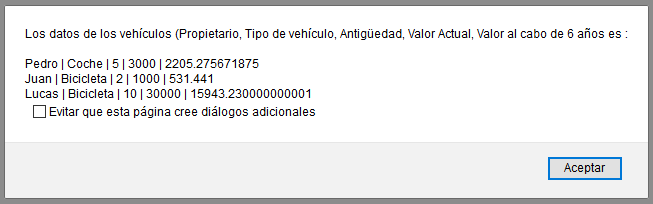 Los datos de los vehículos (Propietario, Tipo de vehículo, Antigüedad, Valor Actual, Valor al cabo de 6 años es :
Pedro | Coche | 5 | 3000 | 2205.275671875
Juan | Bicicleta | 2 | 1000 | 531.441
Lucas | Bicicleta | 10 | 30000 | 15943.230000000001
Evitar que esta página cree diálogos adicionales
Aceptar